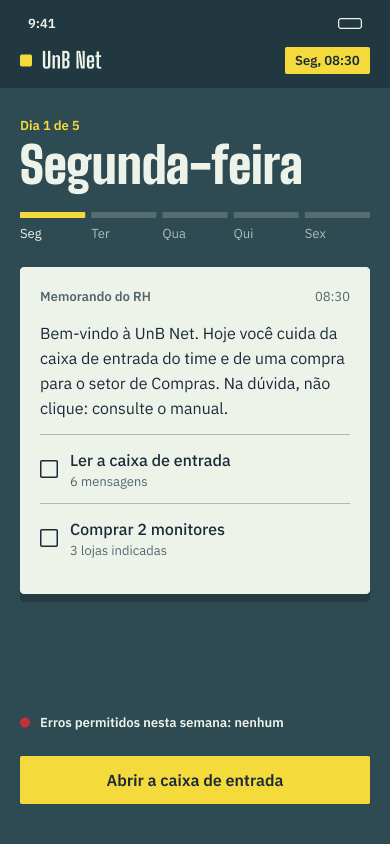 9:41
UnB Net
Seg, 08:30
Dia 1 de 5
Segunda-feira
Seg Ter Qua Qui Sex
Memorando do RH 08:30
Bem-vindo à UnB Net. Hoje você cuida da
caixa de entrada do time e de uma compra
para o setor de Compras. Na dúvida, não
clique: consulte o manual.
Ler a caixa de entrada
6 mensagens
Comprar 2 monitores
3 lojas indicadas
Erros permitidos nesta semana: nenhum
Abrir a caixa de entrada